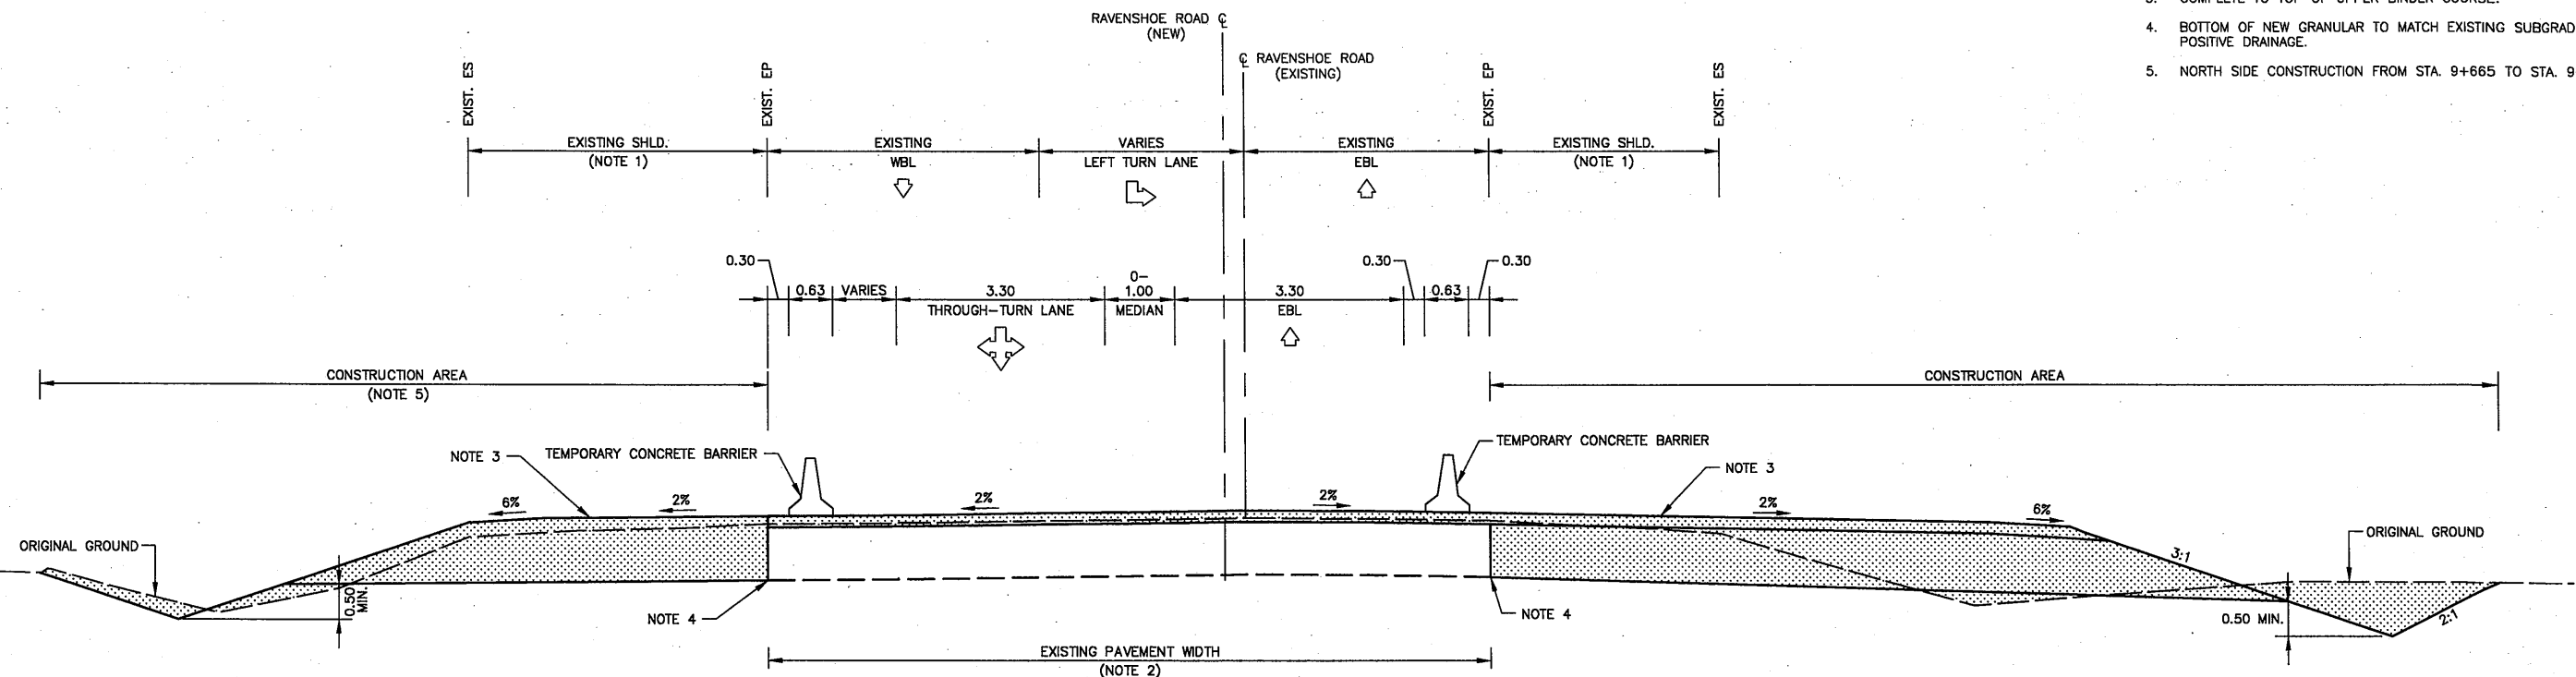 3. COMPLETE TO TOP OF UPPER BINDER COURSE.
4. BOTTOM OF NEW GRANULAR TO MATCH EXISTING SUBGRAD
POSITIVE DRAINAGE.
5. NORTH SIDE CONSTRUCTION FROM STA. 9+665 TO STA. 9
RAVENSHOE ROAD ℄
(NEW)
℄ RAVENSHOE ROAD
(EXISTING)
EXIST. ES
EXIST. EP
EXIST. EP
EXIST. ES
EXISTING SHLD.
(NOTE 1)
EXISTING
WBL
VARIES
LEFT TURN LANE
EXISTING
EBL
EXISTING SHLD.
(NOTE 1)
0.30
0.63
VARIES
3.30
THROUGH-TURN LANE
0-
1.00
MEDIAN
3.30
EBL
0.30
0.63
0.30
CONSTRUCTION AREA
(NOTE 5)
CONSTRUCTION AREA
NOTE 3
TEMPORARY CONCRETE BARRIER
TEMPORARY CONCRETE BARRIER
NOTE 3
6%
2%
2%
2%
2%
6%
ORIGINAL GROUND
3:1
ORIGINAL GROUND
0.50
MIN.
NOTE 4
NOTE 4
0.50 MIN.
2:1
EXISTING PAVEMENT WIDTH
(NOTE 2)